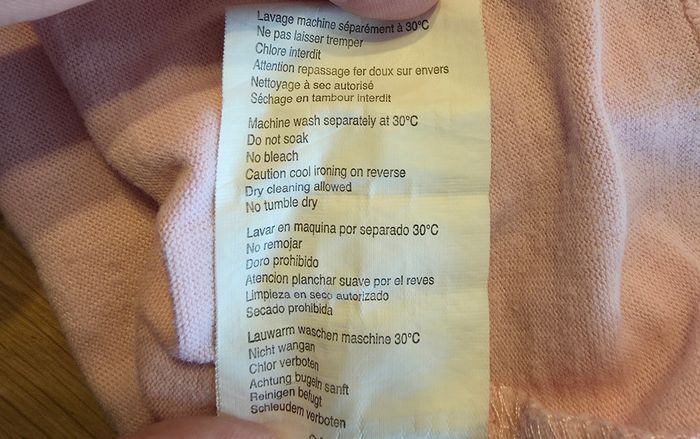 Lavage machine séparément à 30°C
Ne pas laisser tremper
Chlore interdit
Attention repassage fer doux sur envers
Nettoyage à sec autorisé
Séchage en tambour interdit
Machine wash separately at 30°C
Do not soak
No bleach
Caution cool ironing on reverse
Dry cleaning allowed
No tumble dry
Lavar en maquina por separado 30°C
No remojar
Doro prohibido
Atencion planchar suave por el reves
Limpieza en seco autorizado
Secado prohibida
Lauwarm waschen maschine 30°C
Nicht wangan
Chlor verboten
Achtung bugeln sanft
Reinigen befugt
Schleudem verboten